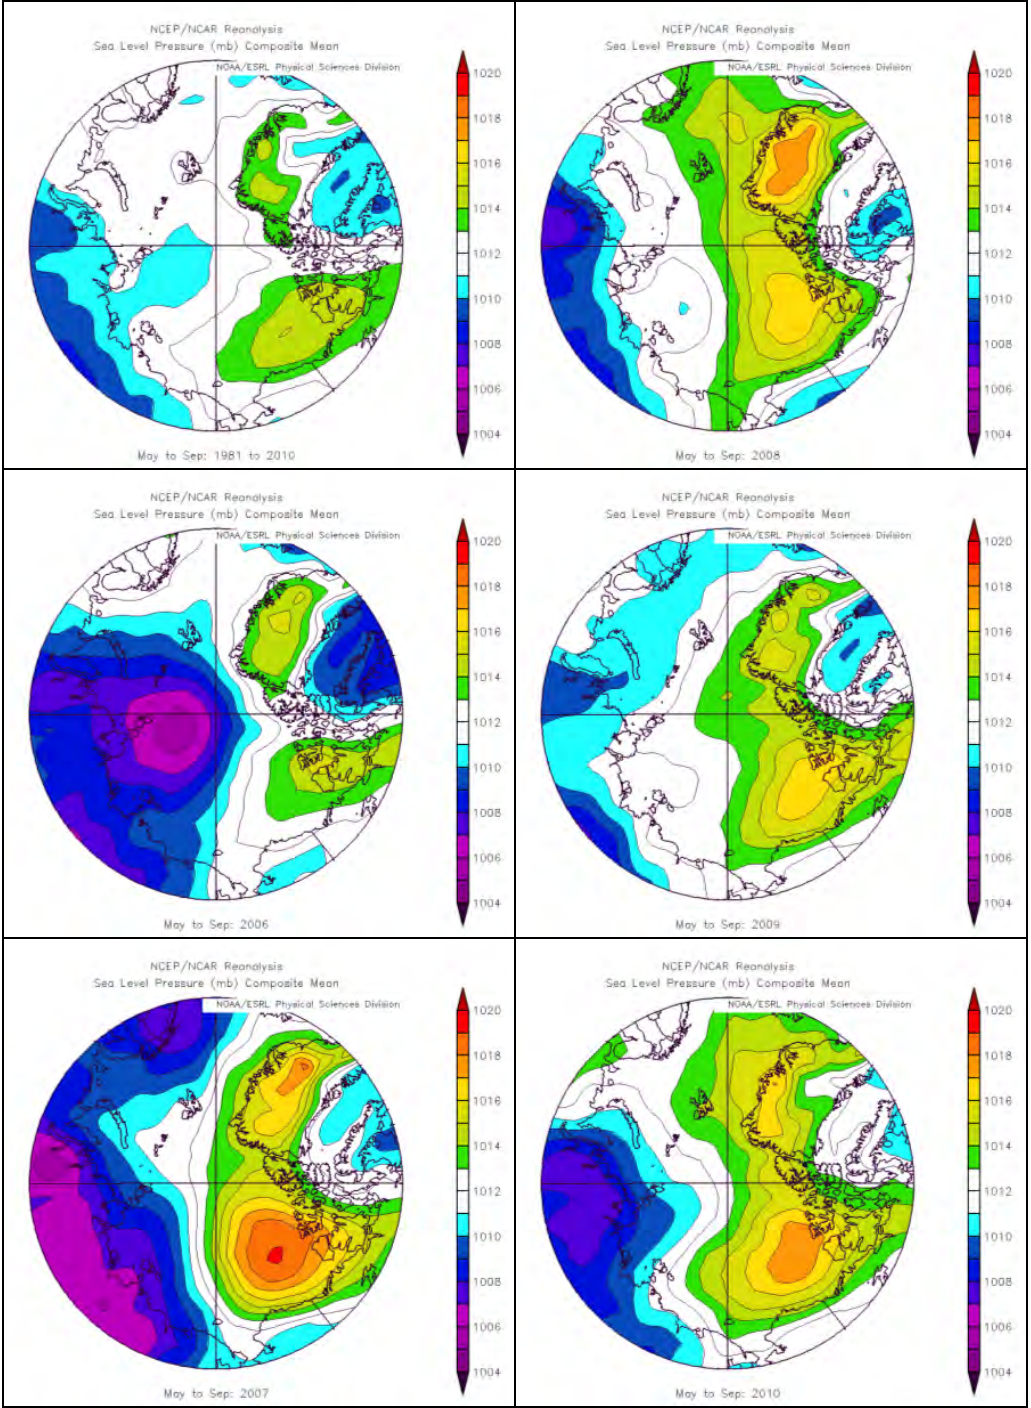 NCEP/NCAR Reanalysis
Sea Level Pressure (mb) Composite Mean
NOAA/ESRL Physical Sciences Division
1020
1018
1016
1014
1012
1010
1008
1006
1004
May to Sep: 1981 to 2010
NCEP/NCAR Reanalysis
Sea Level Pressure (mb) Composite Mean
NOAA/ESRL Physical Sciences Division
1020
1018
1016
1014
1012
1010
1008
1006
1004
May to Sep: 2008
NCEP/NCAR Reanalysis
Sea Level Pressure (mb) Composite Mean
NOAA/ESRL Physical Sciences Division
1020
1018
1016
1014
1012
1010
1008
1006
1004
May to Sep: 2006
NCEP/NCAR Reanalysis
Sea Level Pressure (mb) Composite Mean
NOAA/ESRL Physical Sciences Division
1020
1018
1016
1014
1012
1010
1008
1006
1004
May to Sep: 2009
NCEP/NCAR Reanalysis
Sea Level Pressure (mb) Composite Mean
NOAA/ESRL Physical Sciences Division
1020
1018
1016
1014
1012
1010
1008
1006
1004
May to Sep: 2007
NCEP/NCAR Reanalysis
Sea Level Pressure (mb) Composite Mean
NOAA/ESRL Physical Sciences Division
1020
1018
1016
1014
1012
1010
1008
1006
1004
May to Sep: 2010